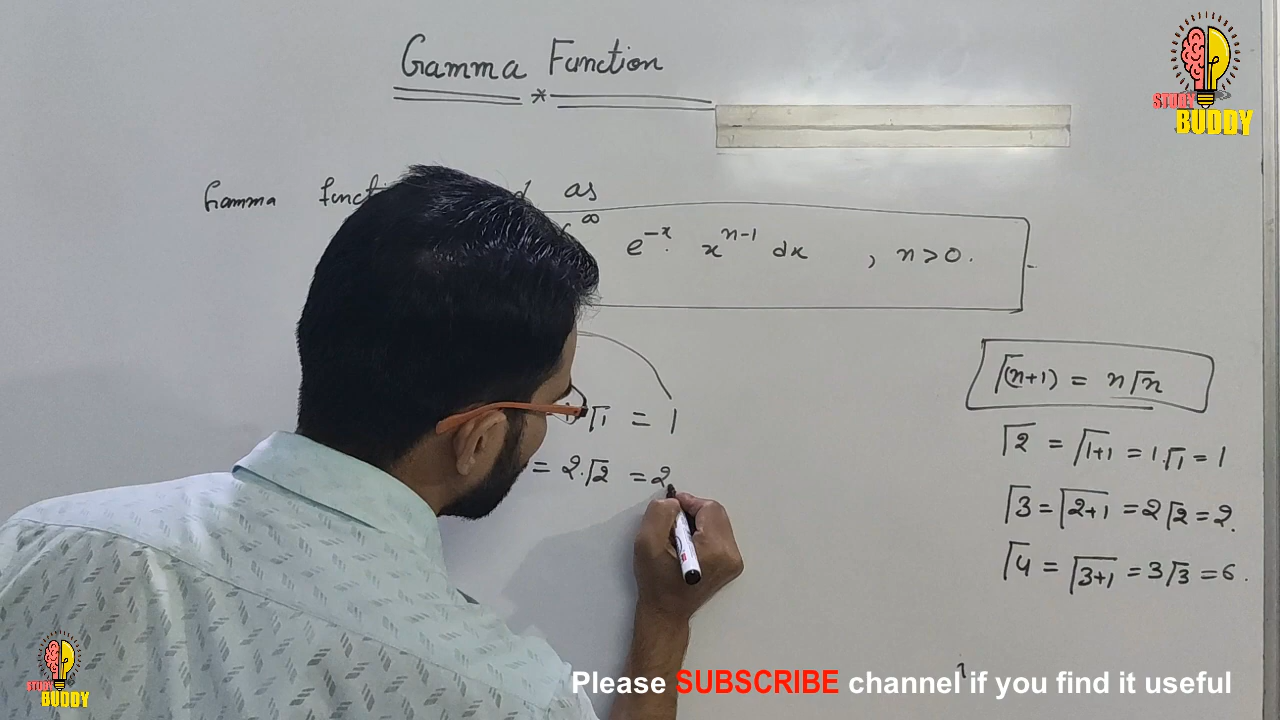 Gamma Function
Gamma as
∞ e^{-x} x^{n-1} dx , n>0.
Γ(n+1) = nΓn
Γ1 = 1
Γ2 = Γ1+1 = 1.Γ1 = 1
= 2.Γ2 = 2
Γ3 = Γ2+1 = 2Γ2 = 2.
Γ4 = Γ3+1 = 3Γ3 = 6.
STUDY
BUDDY
STUDY
BUDDY
Please SUBSCRIBE channel if you find it useful